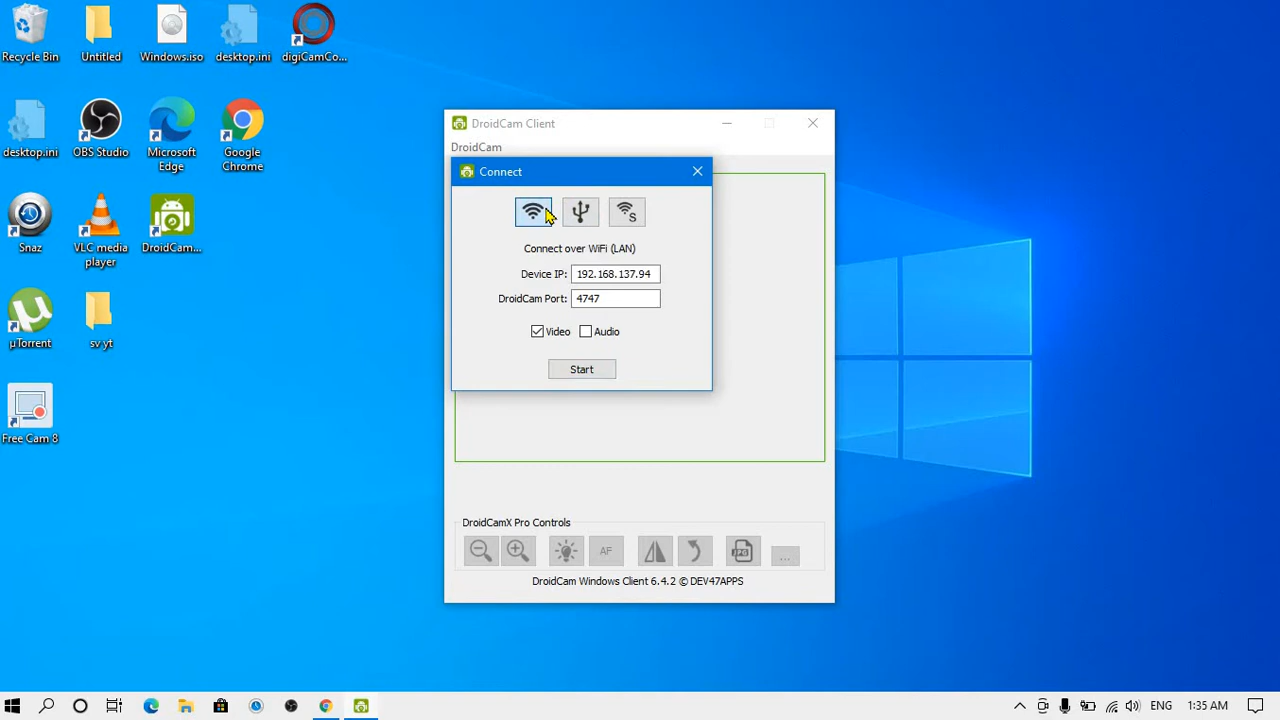 Recycle Bin
Untitled
Windows.iso
desktop.ini
digiCamCo...
desktop.ini
OBS Studio
Microsoft
Edge
Google
Chrome
Snaz
VLC media
player
DroidCam...
µTorrent
sv yt
Free Cam 8
DroidCam Client
DroidCam
Connect
S
Connect over WiFi (LAN)
Device IP: 192.168.137.94
DroidCam Port: 4747
Video Audio
Start
DroidCamX Pro Controls
AF
JPG
...
DroidCam Windows Client 6.4.2 © DEV47APPS
ENG
1:35 AM